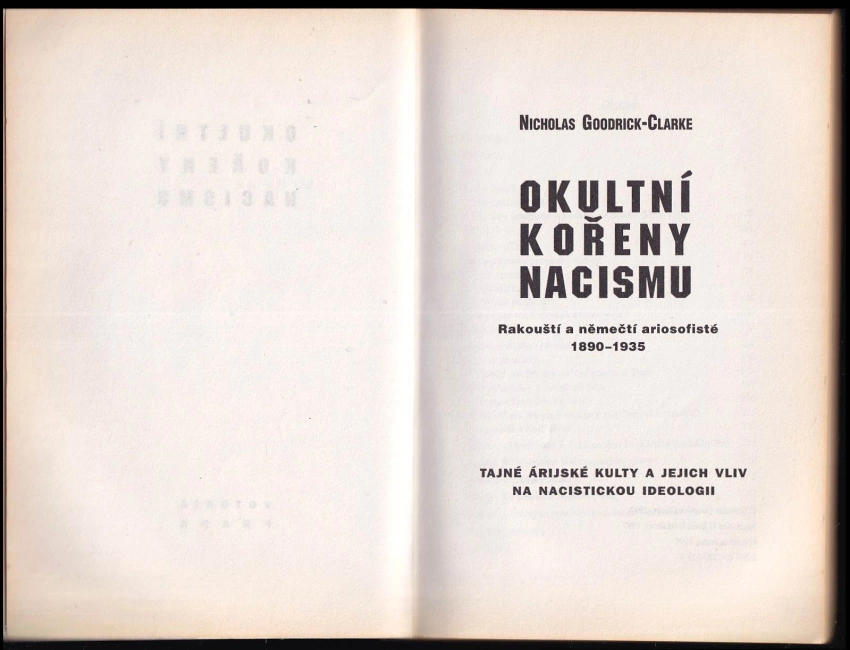 NICHOLAS GOODRICK-CLARKE
OKULTNÍ
KOŘENY
NACISMU
Rakouští a němečtí ariosofisté
1890–1935
TAJNÉ ÁRIJSKÉ KULTY A JEJICH VLIV
NA NACISTICKOU IDEOLOGII